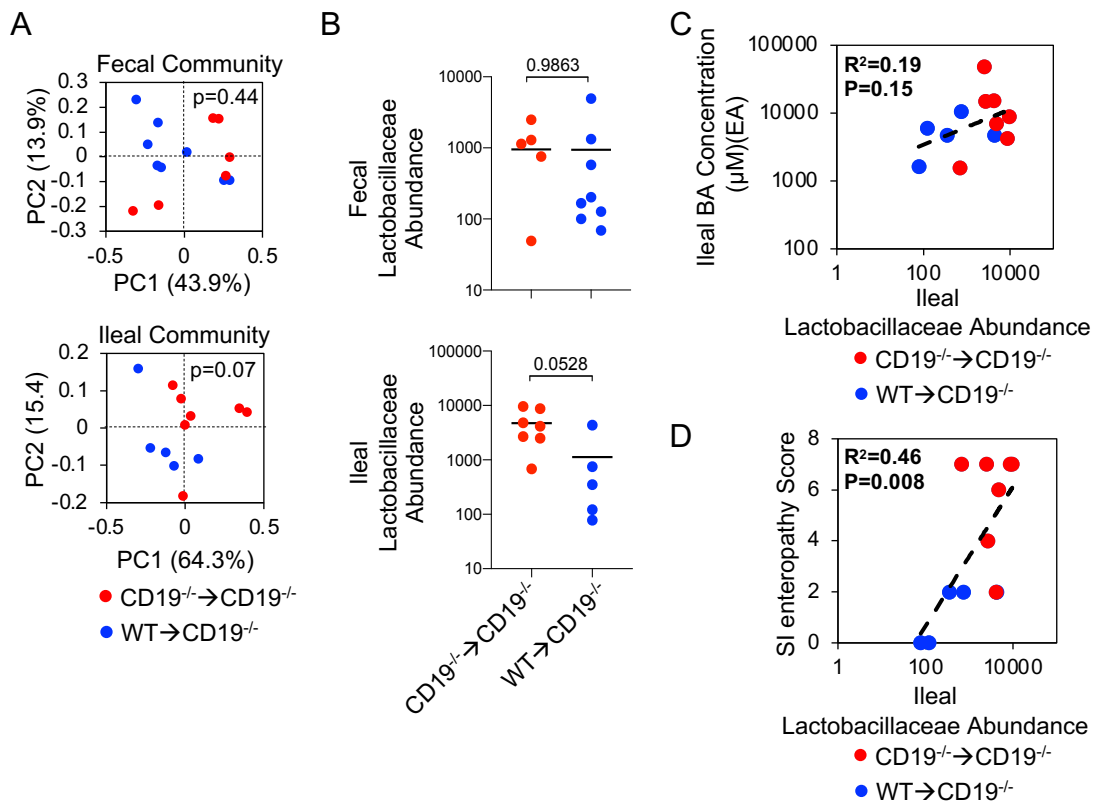 A
Fecal Community
p=0.44
0.3
0.2
0.1
0
-0.1
-0.2
-0.3
PC2 (13.9%)
-0.5
0
0.5
PC1 (43.9%)
Ileal Community
p=0.07
0.2
0.1
0
-0.1
-0.2
PC2 (15.4)
-0.5
0
0.5
PC1 (64.3%)
CD19⁻/⁻→CD19⁻/⁻
WT→CD19⁻/⁻
B
0.9863
10000
1000
100
10
Fecal
Lactobacillaceae
Abundance
0.0528
100000
10000
1000
100
10
Ileal
Lactobacillaceae
Abundance
CD19⁻/⁻→CD19⁻/⁻
WT→CD19⁻/⁻
C
R²=0.19
P=0.15
100000
10000
1000
100
Ileal BA Concentration
(µM)(EA)
1
100
10000
Ileal
Lactobacillaceae Abundance
CD19⁻/⁻→CD19⁻/⁻
WT→CD19⁻/⁻
D
R²=0.46
P=0.008
8
6
4
2
0
SI enteropathy Score
1
100
10000
Ileal
Lactobacillaceae Abundance
CD19⁻/⁻→CD19⁻/⁻
WT→CD19⁻/⁻